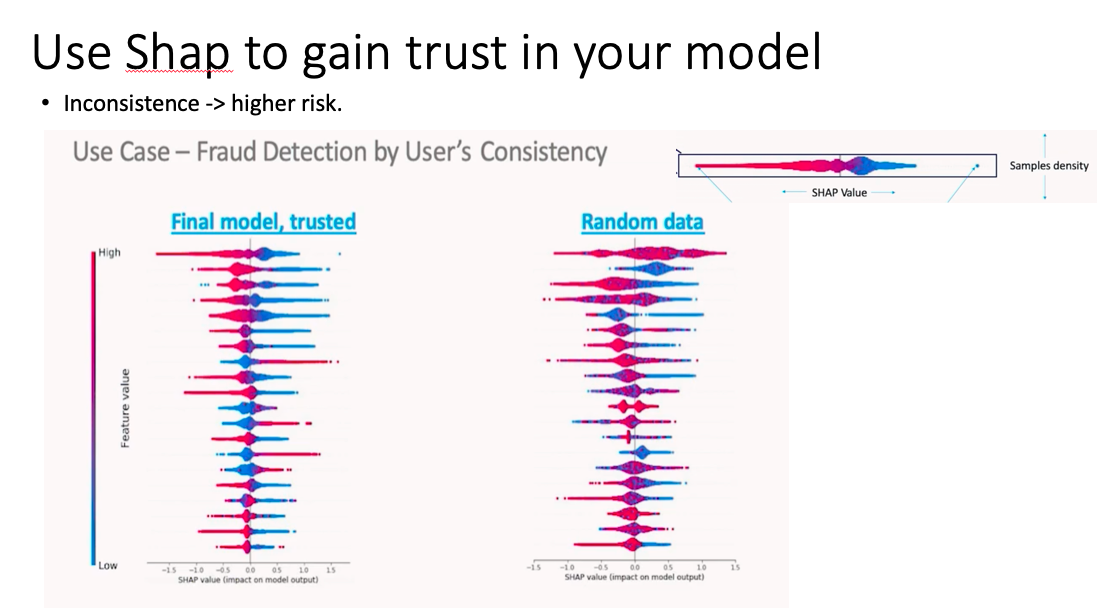 Use Shap to gain trust in your model
• Inconsistence -> higher risk.
Use Case – Fraud Detection by User's Consistency
Samples density
SHAP Value
Final model, trusted
Random data
High
Feature value
Low
-1.5 -1.0 -0.5 0.0 0.5 1.0 1.5
SHAP value (impact on model output)
-1.5 -1.0 -0.5 0.0 0.5 1.0 1.5
SHAP value (impact on model output)